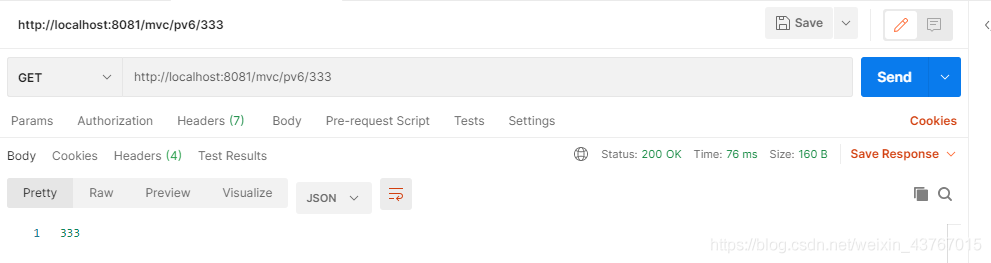 http://localhost:8081/mvc/pv6/333
Save
GET
http://localhost:8081/mvc/pv6/333
Send
Params Authorization Headers (7) Body Pre-request Script Tests Settings Cookies
Body Cookies Headers (4) Test Results Status: 200 OK Time: 76 ms Size: 160 B Save Response
Pretty Raw Preview Visualize JSON
1 333
https://blog.csdn.net/weixin_43767015